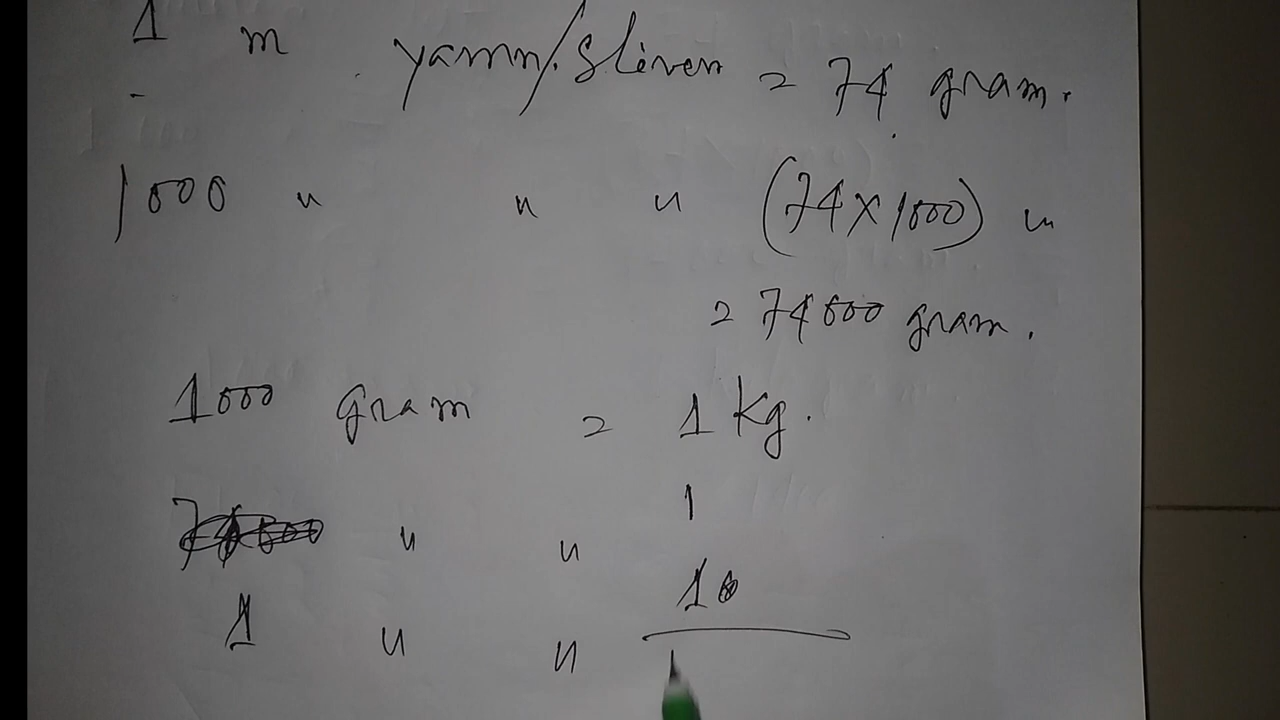 1 m yarn/sliver = 74 gram.
1000 " " " (74×1000) "
= 74000 gram.
1000 gram = 1 kg.
" " 1
1 " " 1